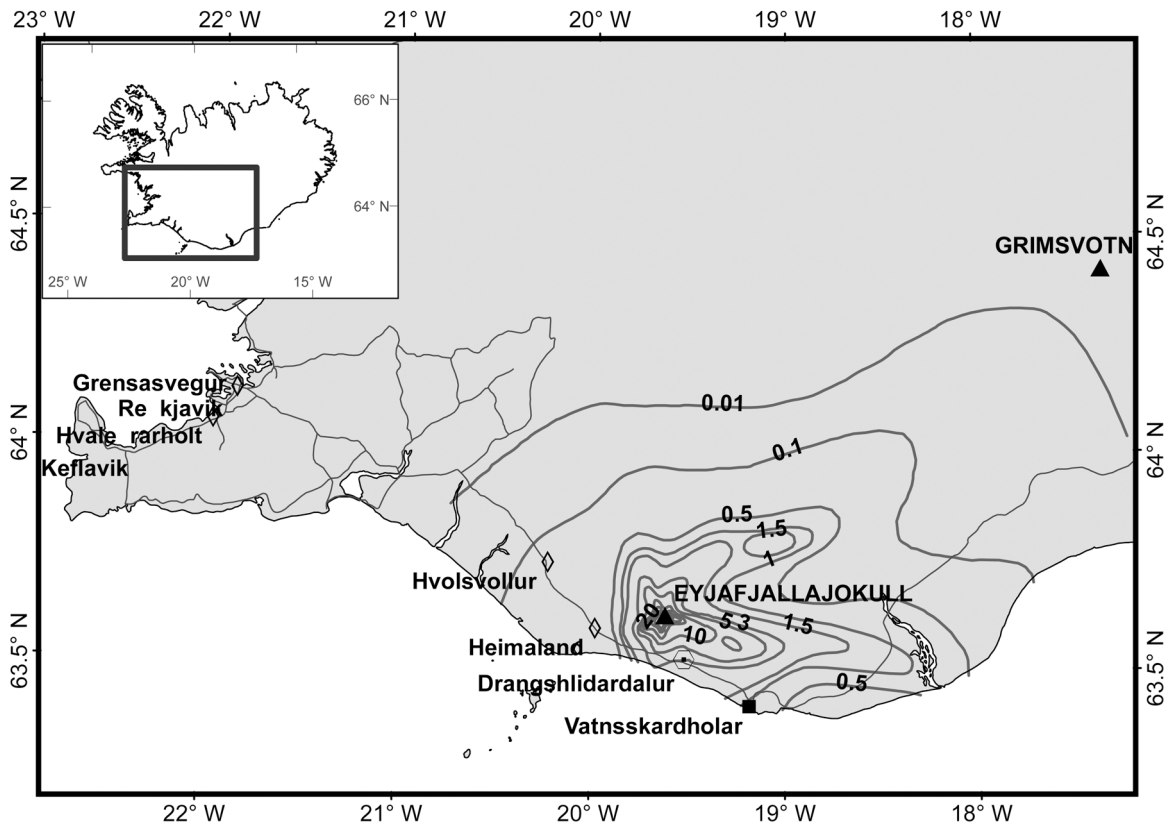 23° W 22° W 21° W 20° W 19° W 18° W
66° N
64° N
25° W 20° W 15° W
64.5° N
64.5° N
GRIMSVOTN
0.01
Grensasvegur
Re kjavik
Hvale rarholt
Keflavik
64° N
64° N
0.1
0.5
1.5
1
Hvolsvollur
EYJAFJALLAJOKULL
20
10
5
3
1.5
Heimaland
63.5° N
63.5° N
Drangshlidardalur
0.5
Vatnsskardholar
22° W 21° W 20° W 19° W 18° W